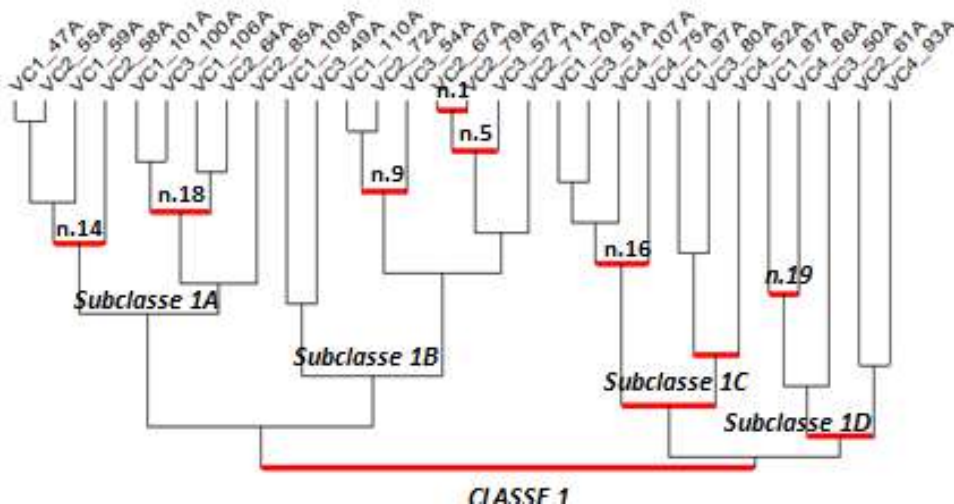 VC1_47A
VC2_55A
VC1_59A
VC2_58A
VC1_101A
VC3_100A
VC1_106A
VC2_64A
VC2_85A
VC1_108A
VC3_49A
VC1_110A
VC2_72A
VC3_54A
VC2_67A
VC2_79A
VC3_57A
VC2_71A
VC1_70A
VC3_51A
VC4_107A
VC4_75A
VC1_97A
VC3_80A
VC4_52A
VC1_87A
VC4_86A
VC3_50A
VC2_61A
VC4_93A
n.1
n.5
n.9
n.18
n.14
n.16
n.19
Subclasse 1A
Subclasse 1B
Subclasse 1C
Subclasse 1D
CLASSE 1